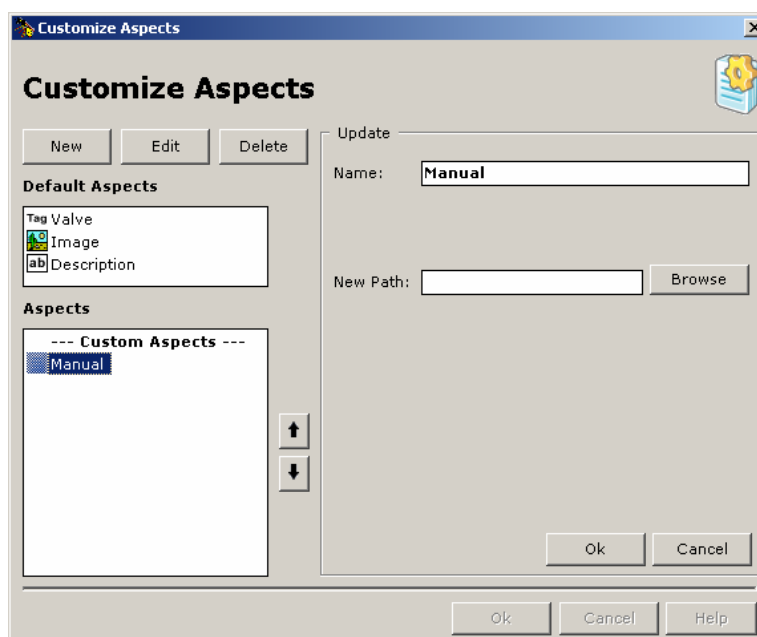 Customize Aspects
Customize Aspects
New Edit Delete
Default Aspects
Tag Valve
Image
ab Description
Aspects
--- Custom Aspects ---
Manual
Update
Name: Manual
New Path: Browse
Ok Cancel
Ok Cancel Help